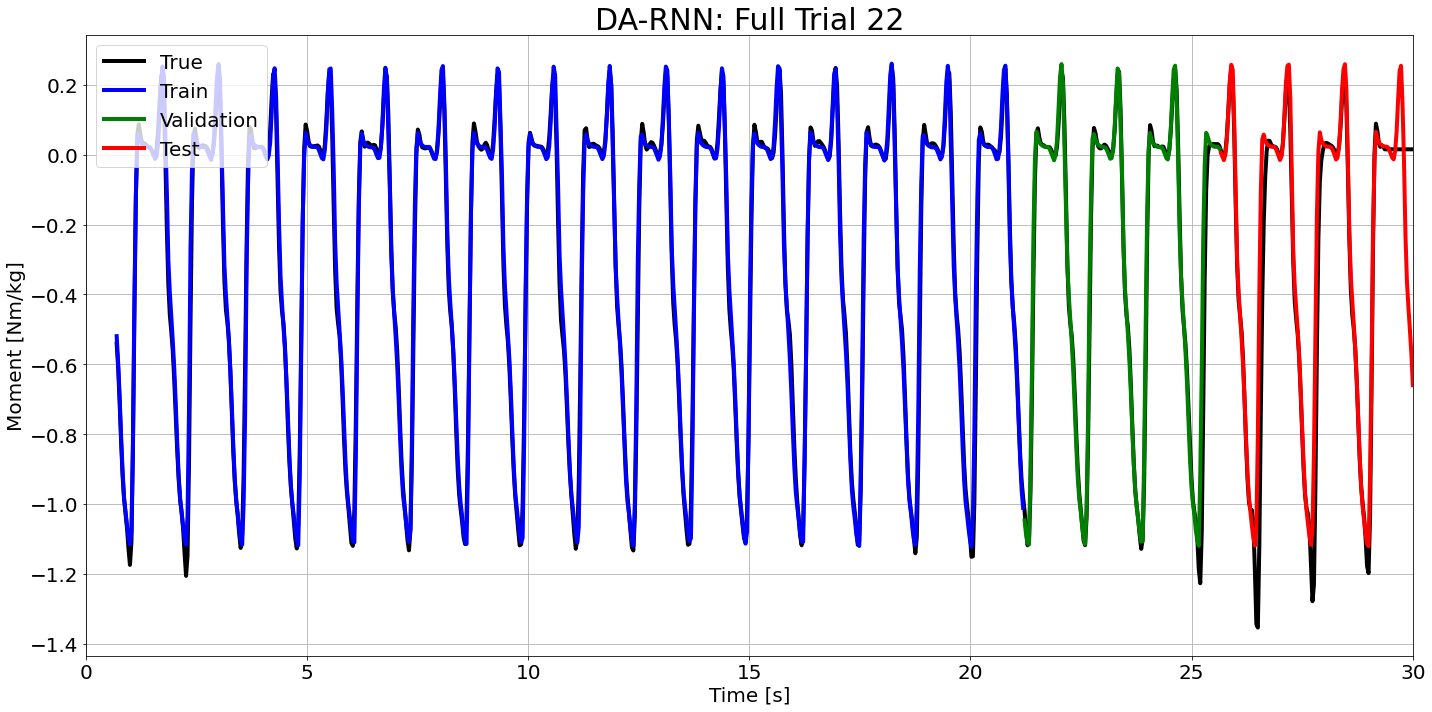 DA-RNN: Full Trial 22
True
Train
Validation
Test
0.2
0.0
−0.2
−0.4
−0.6
−0.8
−1.0
−1.2
−1.4
Moment [Nm/kg]
0 5 10 15 20 25 30
Time [s]